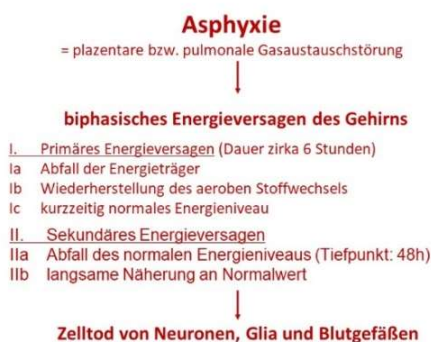 Asphyxie
= plazentare bzw. pulmonale Gasaustauschstörung
biphasisches Energieversagen des Gehirns
I. Primäres Energieversagen (Dauer zirka 6 Stunden)
Ia Abfall der Energieträger
Ib Wiederherstellung des aeroben Stoffwechsels
Ic kurzzeitig normales Energieniveau
II. Sekundäres Energieversagen
IIa Abfall des normalen Energieniveaus (Tiefpunkt: 48h)
IIb langsame Näherung an Normalwert
Zelltod von Neuronen, Glia und Blutgefäßen